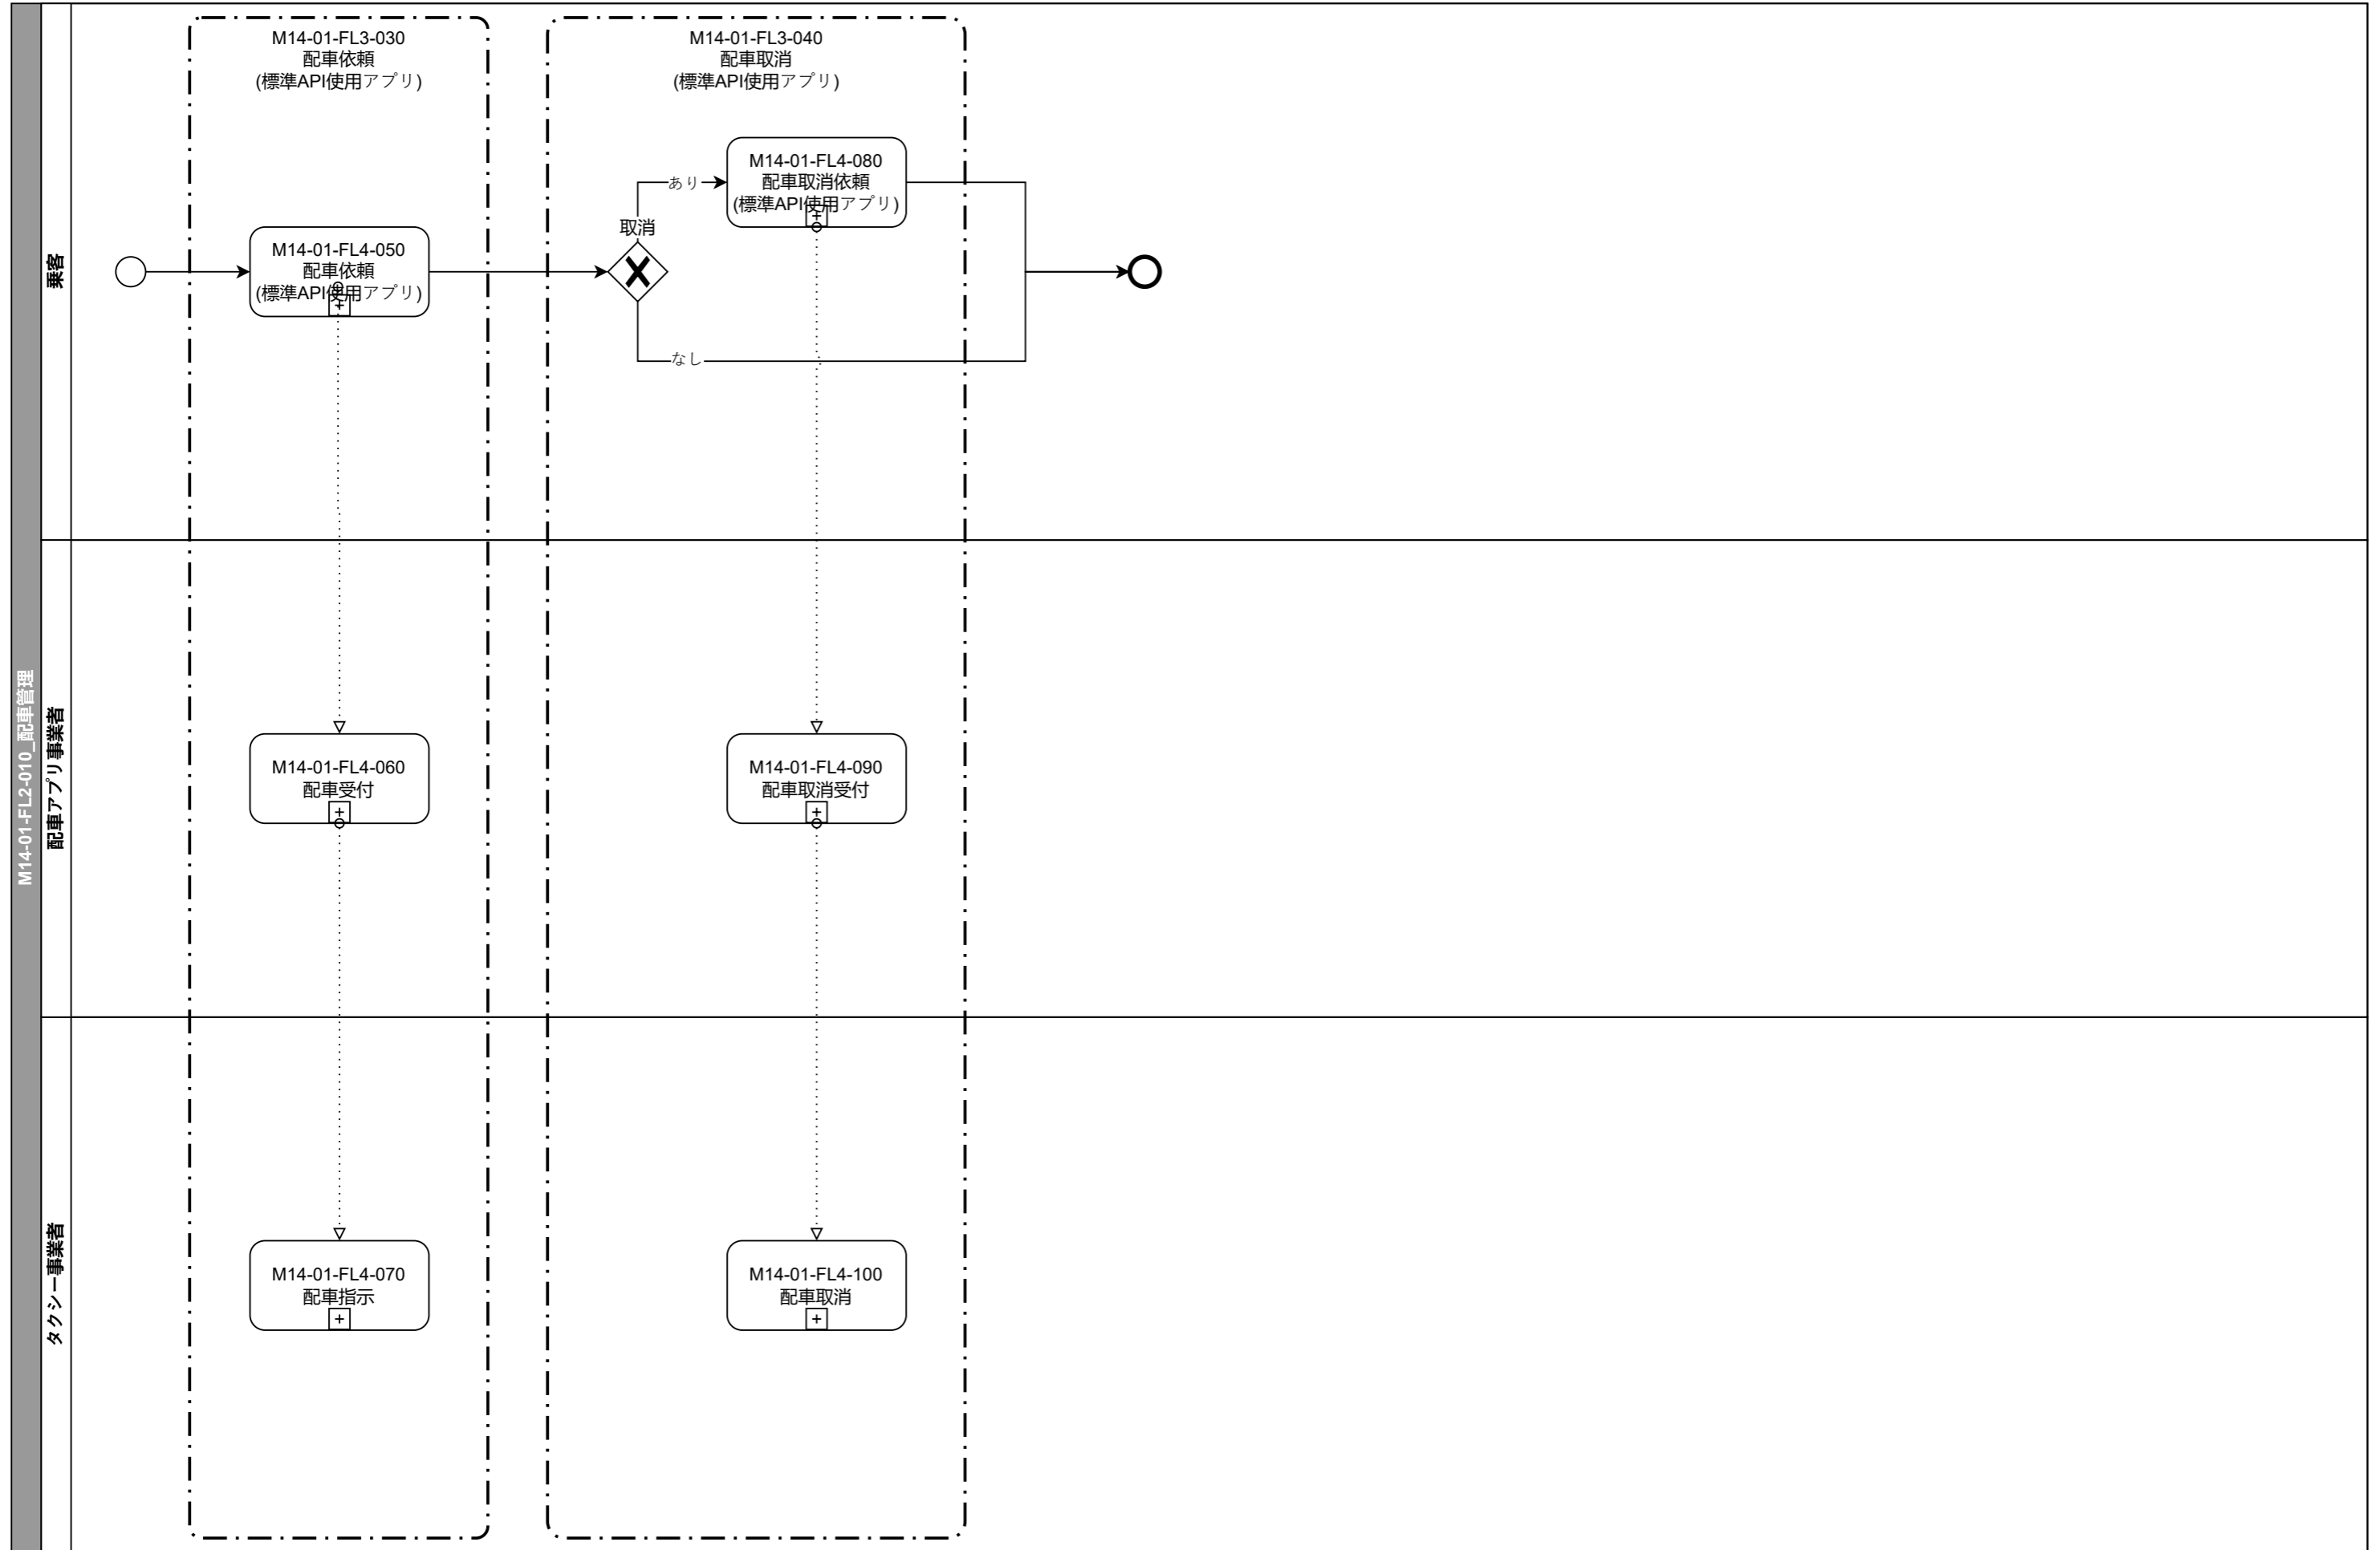 M14-01-FL2-010_配車管理
乗客
M14-01-FL3-030
配車依頼
(標準API使用アプリ)
M14-01-FL3-040
配車取消
(標準API使用アプリ)
M14-01-FL4-050
配車依頼
(標準API使用アプリ)
取消
あり
なし
M14-01-FL4-080
配車取消依頼
(標準API使用アプリ)
配車アプリ事業者
M14-01-FL4-060
配車受付
M14-01-FL4-090
配車取消受付
タクシー事業者
M14-01-FL4-070
配車指示
M14-01-FL4-100
配車取消